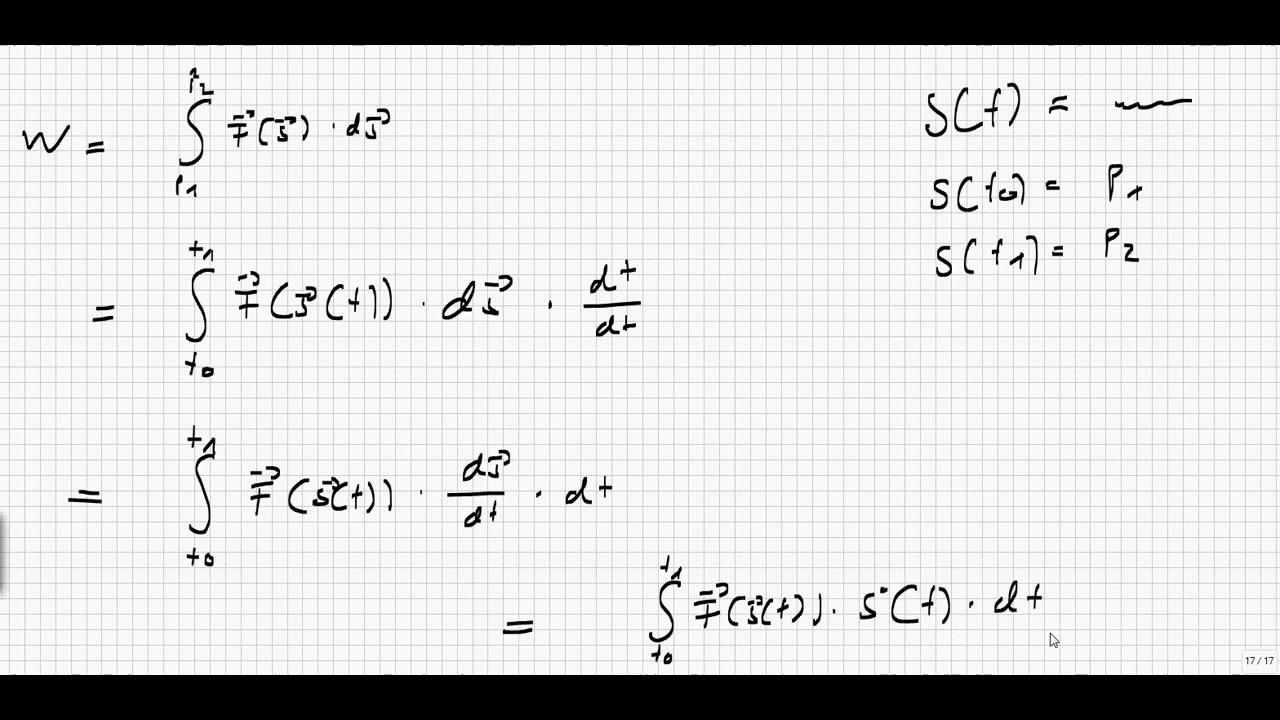 W = ∫_{P1}^{P2} F⃗(s⃗) · ds⃗
s(t) = 
s(t0) = P1
s(t1) = P2
= ∫_{t0}^{t1} F⃗(s⃗(t)) · ds⃗ · dt/dt
= ∫_{t0}^{t1} F⃗(s⃗(t)) · ds⃗/dt · dt
= ∫_{t0}^{t1} F⃗(s⃗(t)) · ṡ(t) · dt
17 / 17